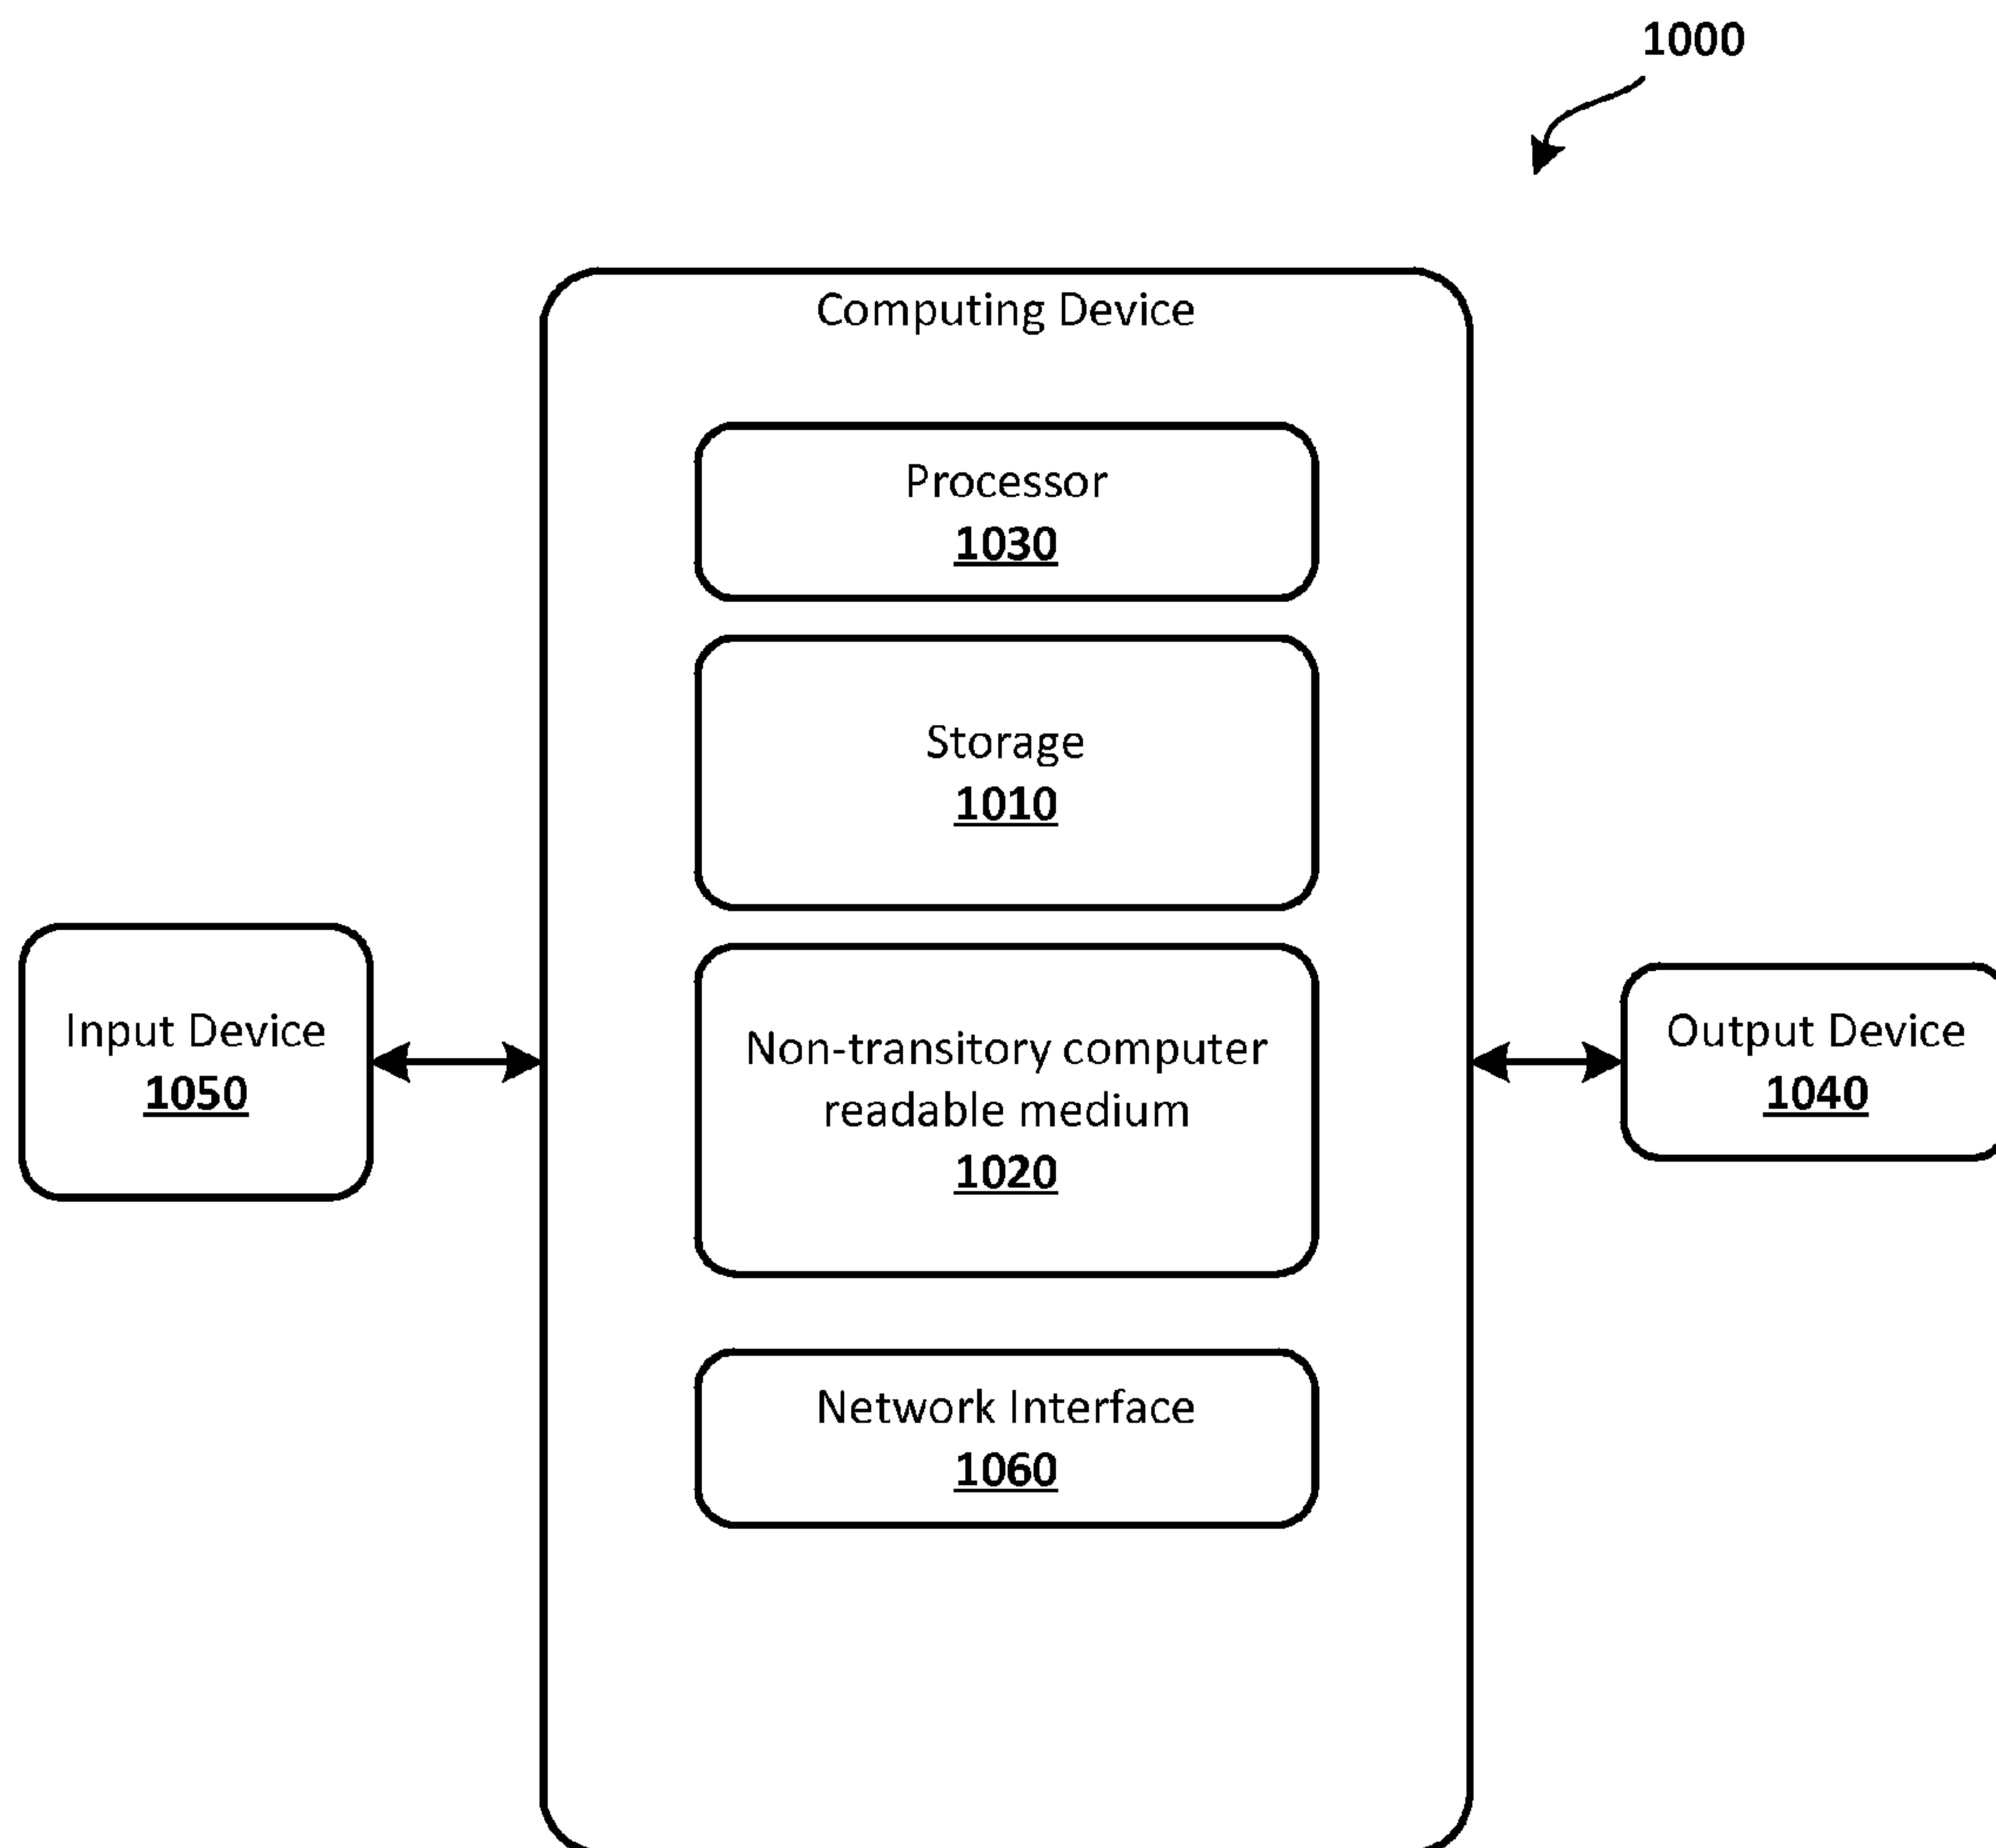 1000
Computing Device
Processor
1030
Storage
1010
Input Device
1050
Non-transitory computer
readable medium
1020
Output Device
1040
Network Interface
1060